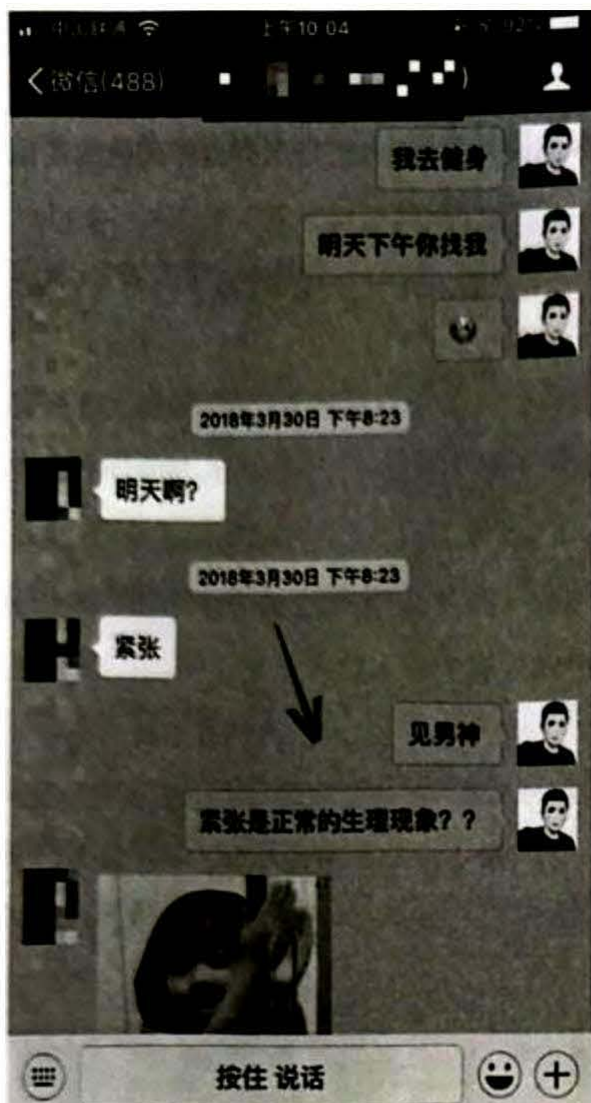 上午10:04
92%
微信(488)
我去健身
明天下午你找我
2018年3月30日 下午8:23
明天啊?
2018年3月30日 下午8:23
紧张
见男神
紧张是正常的生理现象??
按住 说话